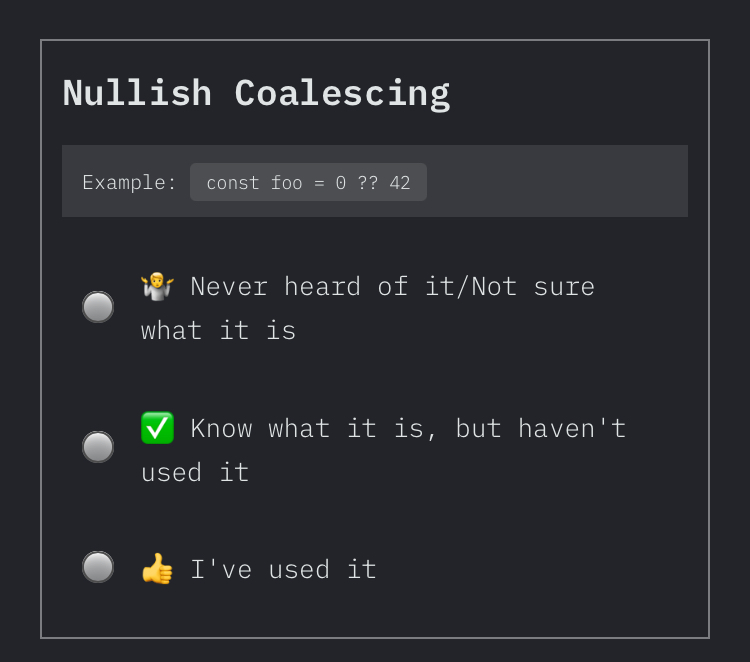 Nullish Coalescing
Example: const foo = 0 ?? 42
🤷 Never heard of it/Not sure
what it is
✅ Know what it is, but haven't
used it
👍 I've used it